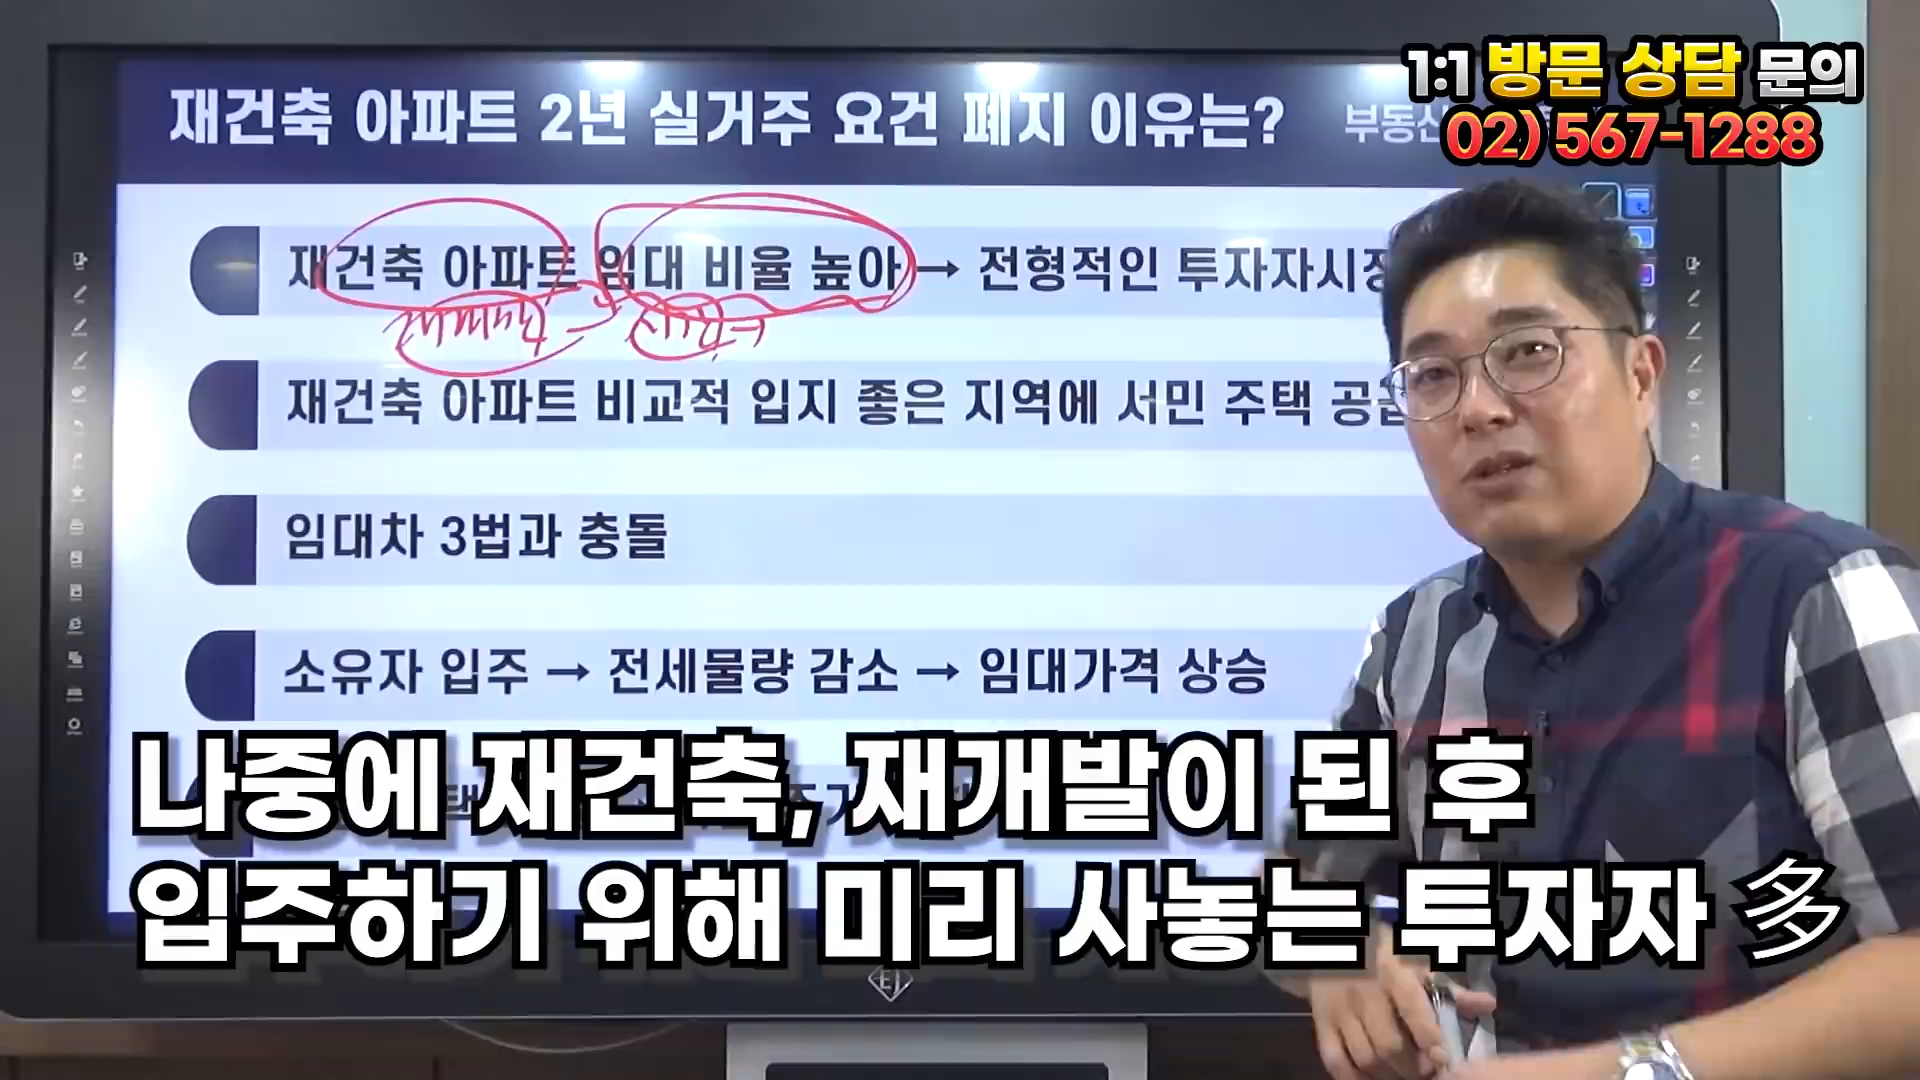 1:1 방문 상담 문의
02) 567-1288
재건축 아파트 2년 실거주 요건 폐지 이유는?
재건축 아파트 임대 비율 높아 → 전형적인 투자자시장
재건축 아파트 비교적 입지 좋은 지역에 서민 주택 공급
임대차 3법과 충돌
소유자 입주 → 전세물량 감소 → 임대가격 상승
나중에 재건축, 재개발이 된 후
입주하기 위해 미리 사놓는 투자자 多